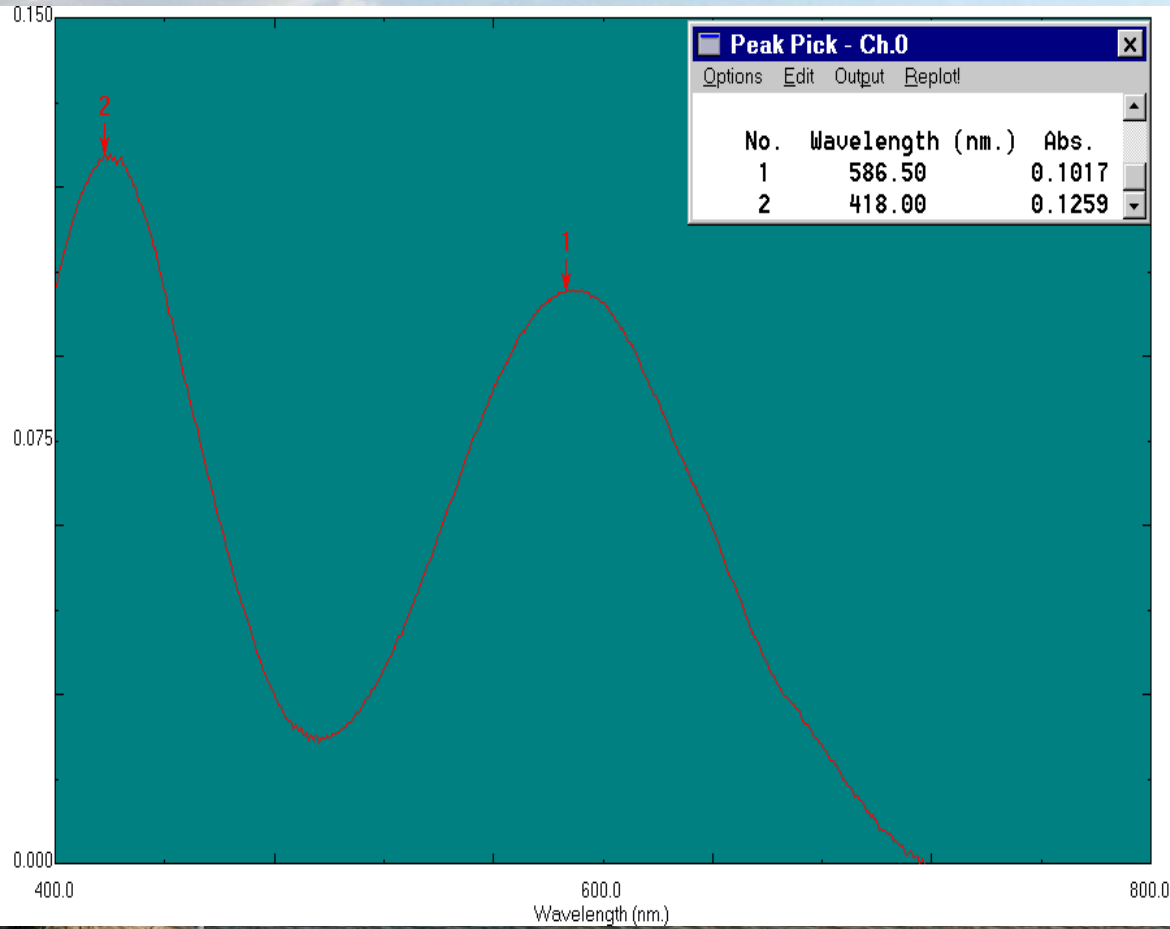 0.150
Peak Pick - Ch.0
Options Edit Output Replot!
No. Wavelength (nm.) Abs.
1 586.50 0.1017
2 418.00 0.1259
2
1
0.075
0.000
400.0 600.0 800.0
Wavelength (nm.)